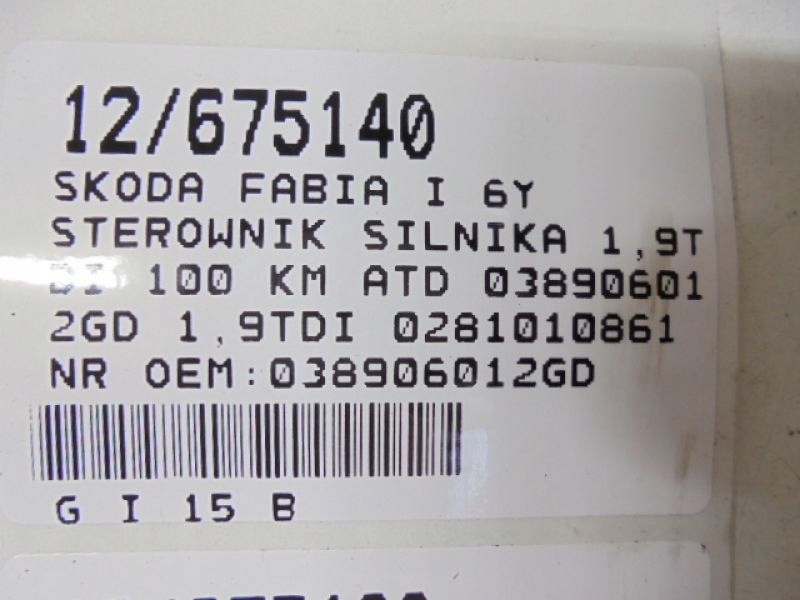 12/675140
SKODA FABIA I 6Y
STEROWNIK SILNIKA 1,9T
DI 100 KM ATD 03890601
2GD 1,9TDI 0281010861
NR OEM:038906012GD
G I 15 B